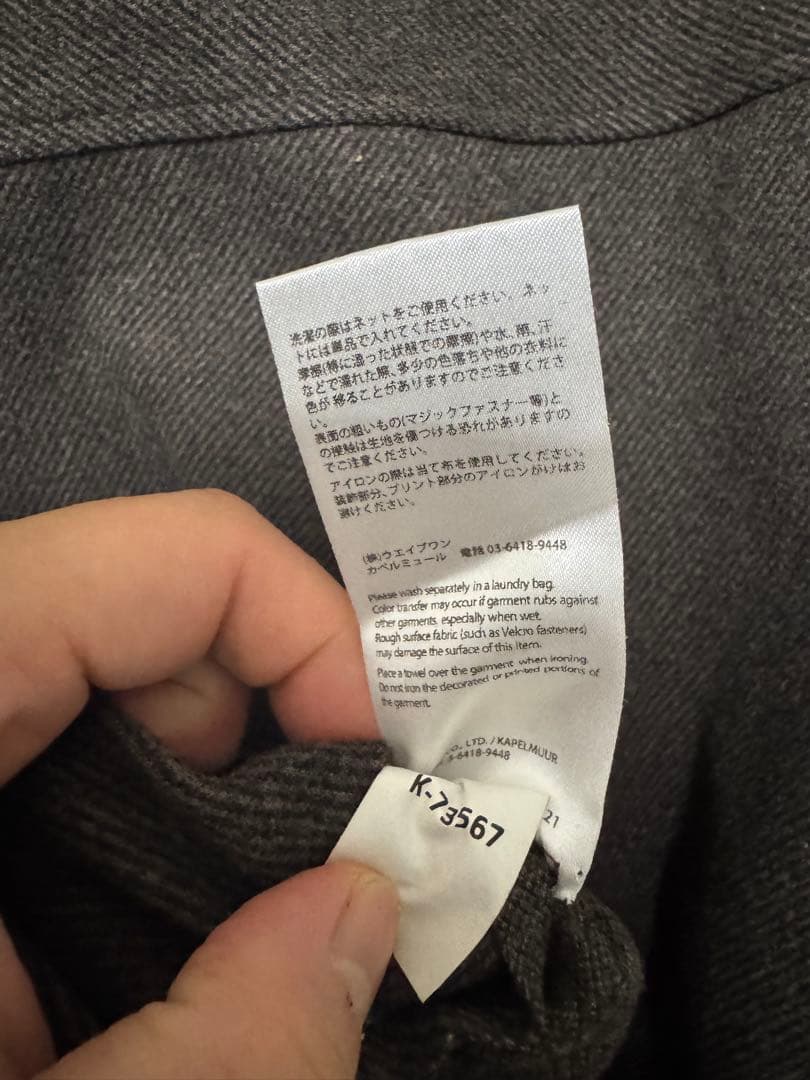 洗濯の際はネットをご使用ください。ネッ
トには単品で入れてください。
摩擦(特に湿った状態での摩擦)や水、雨、汗
などで濡れた際、多少の色落ちや他の衣料に
色が移ることがありますのでご注意くださ
い。
表面の粗いもの(マジックファスナー等)と
の接触は生地を傷つける恐れがありますの
でご注意ください。
アイロンの際は当て布を使用してください。
装飾部分、プリント部分のアイロンがけはお
避けください。
(株)ウエイブワン
カペルミュール 電話 03-6418-9448
Please wash separately in a laundry bag.
Color transfer may occur if garment rubs against
other garments, especially when wet.
Rough surface fabric (such as Velcro fasteners)
may damage the surface of this item.
Place a towel over the garment when ironing.
Do not iron the decorated or printed portions of
the garment.
CO., LTD. / KAPELMUUR
-6418-9448
21
K-73567